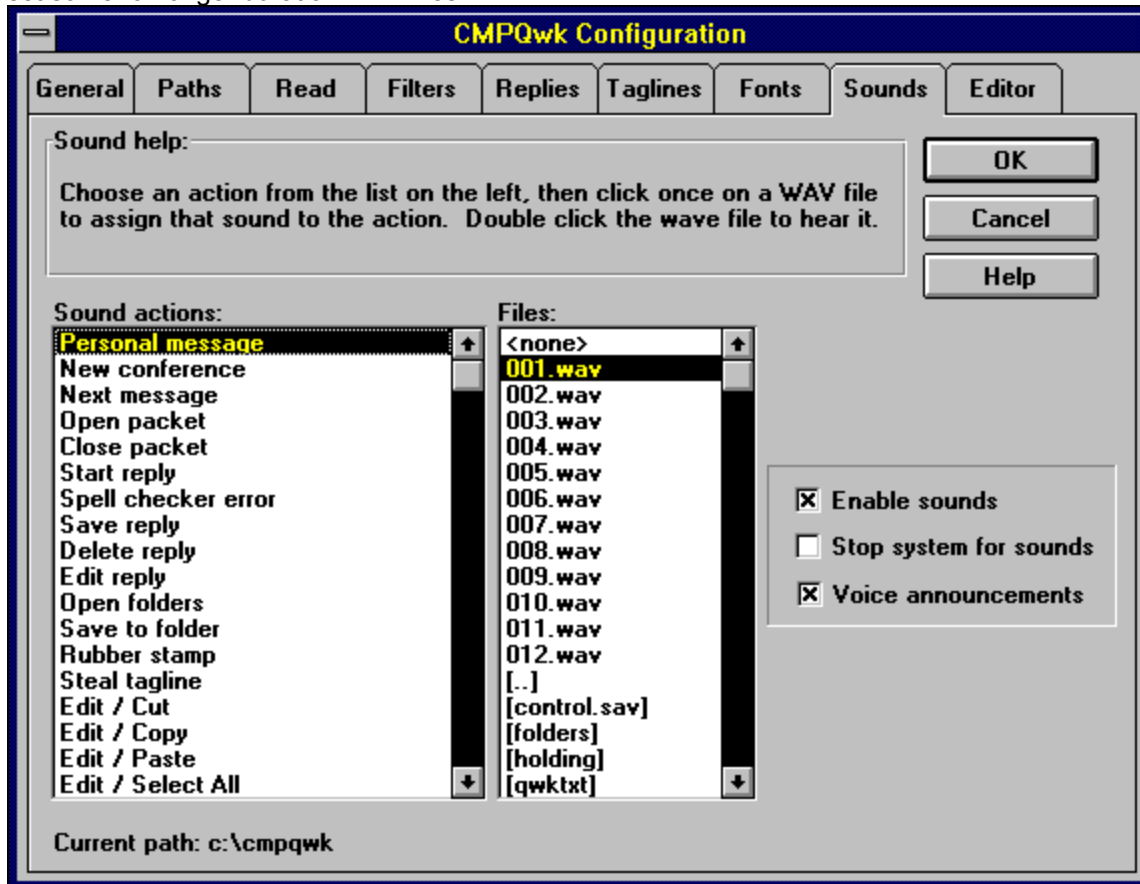 CMPQwk Configuration
General Paths Read Filters Replies Taglines Fonts Sounds Editor
Sound help:
Choose an action from the list on the left, then click once on a WAV file
to assign that sound to the action.  Double click the wave file to hear it.
OK
Cancel
Help
Sound actions:
Personal message
New conference
Next message
Open packet
Close packet
Start reply
Spell checker error
Save reply
Delete reply
Edit reply
Open folders
Save to folder
Rubber stamp
Steal tagline
Edit / Cut
Edit / Copy
Edit / Paste
Edit / Select All
Files:
<none>
001.wav
002.wav
003.wav
004.wav
005.wav
006.wav
007.wav
008.wav
009.wav
010.wav
011.wav
012.wav
[..]
[control.sav]
[folders]
[holding]
[qwktxt]
Enable sounds
Stop system for sounds
Voice announcements
Current path: c:\cmpqwk